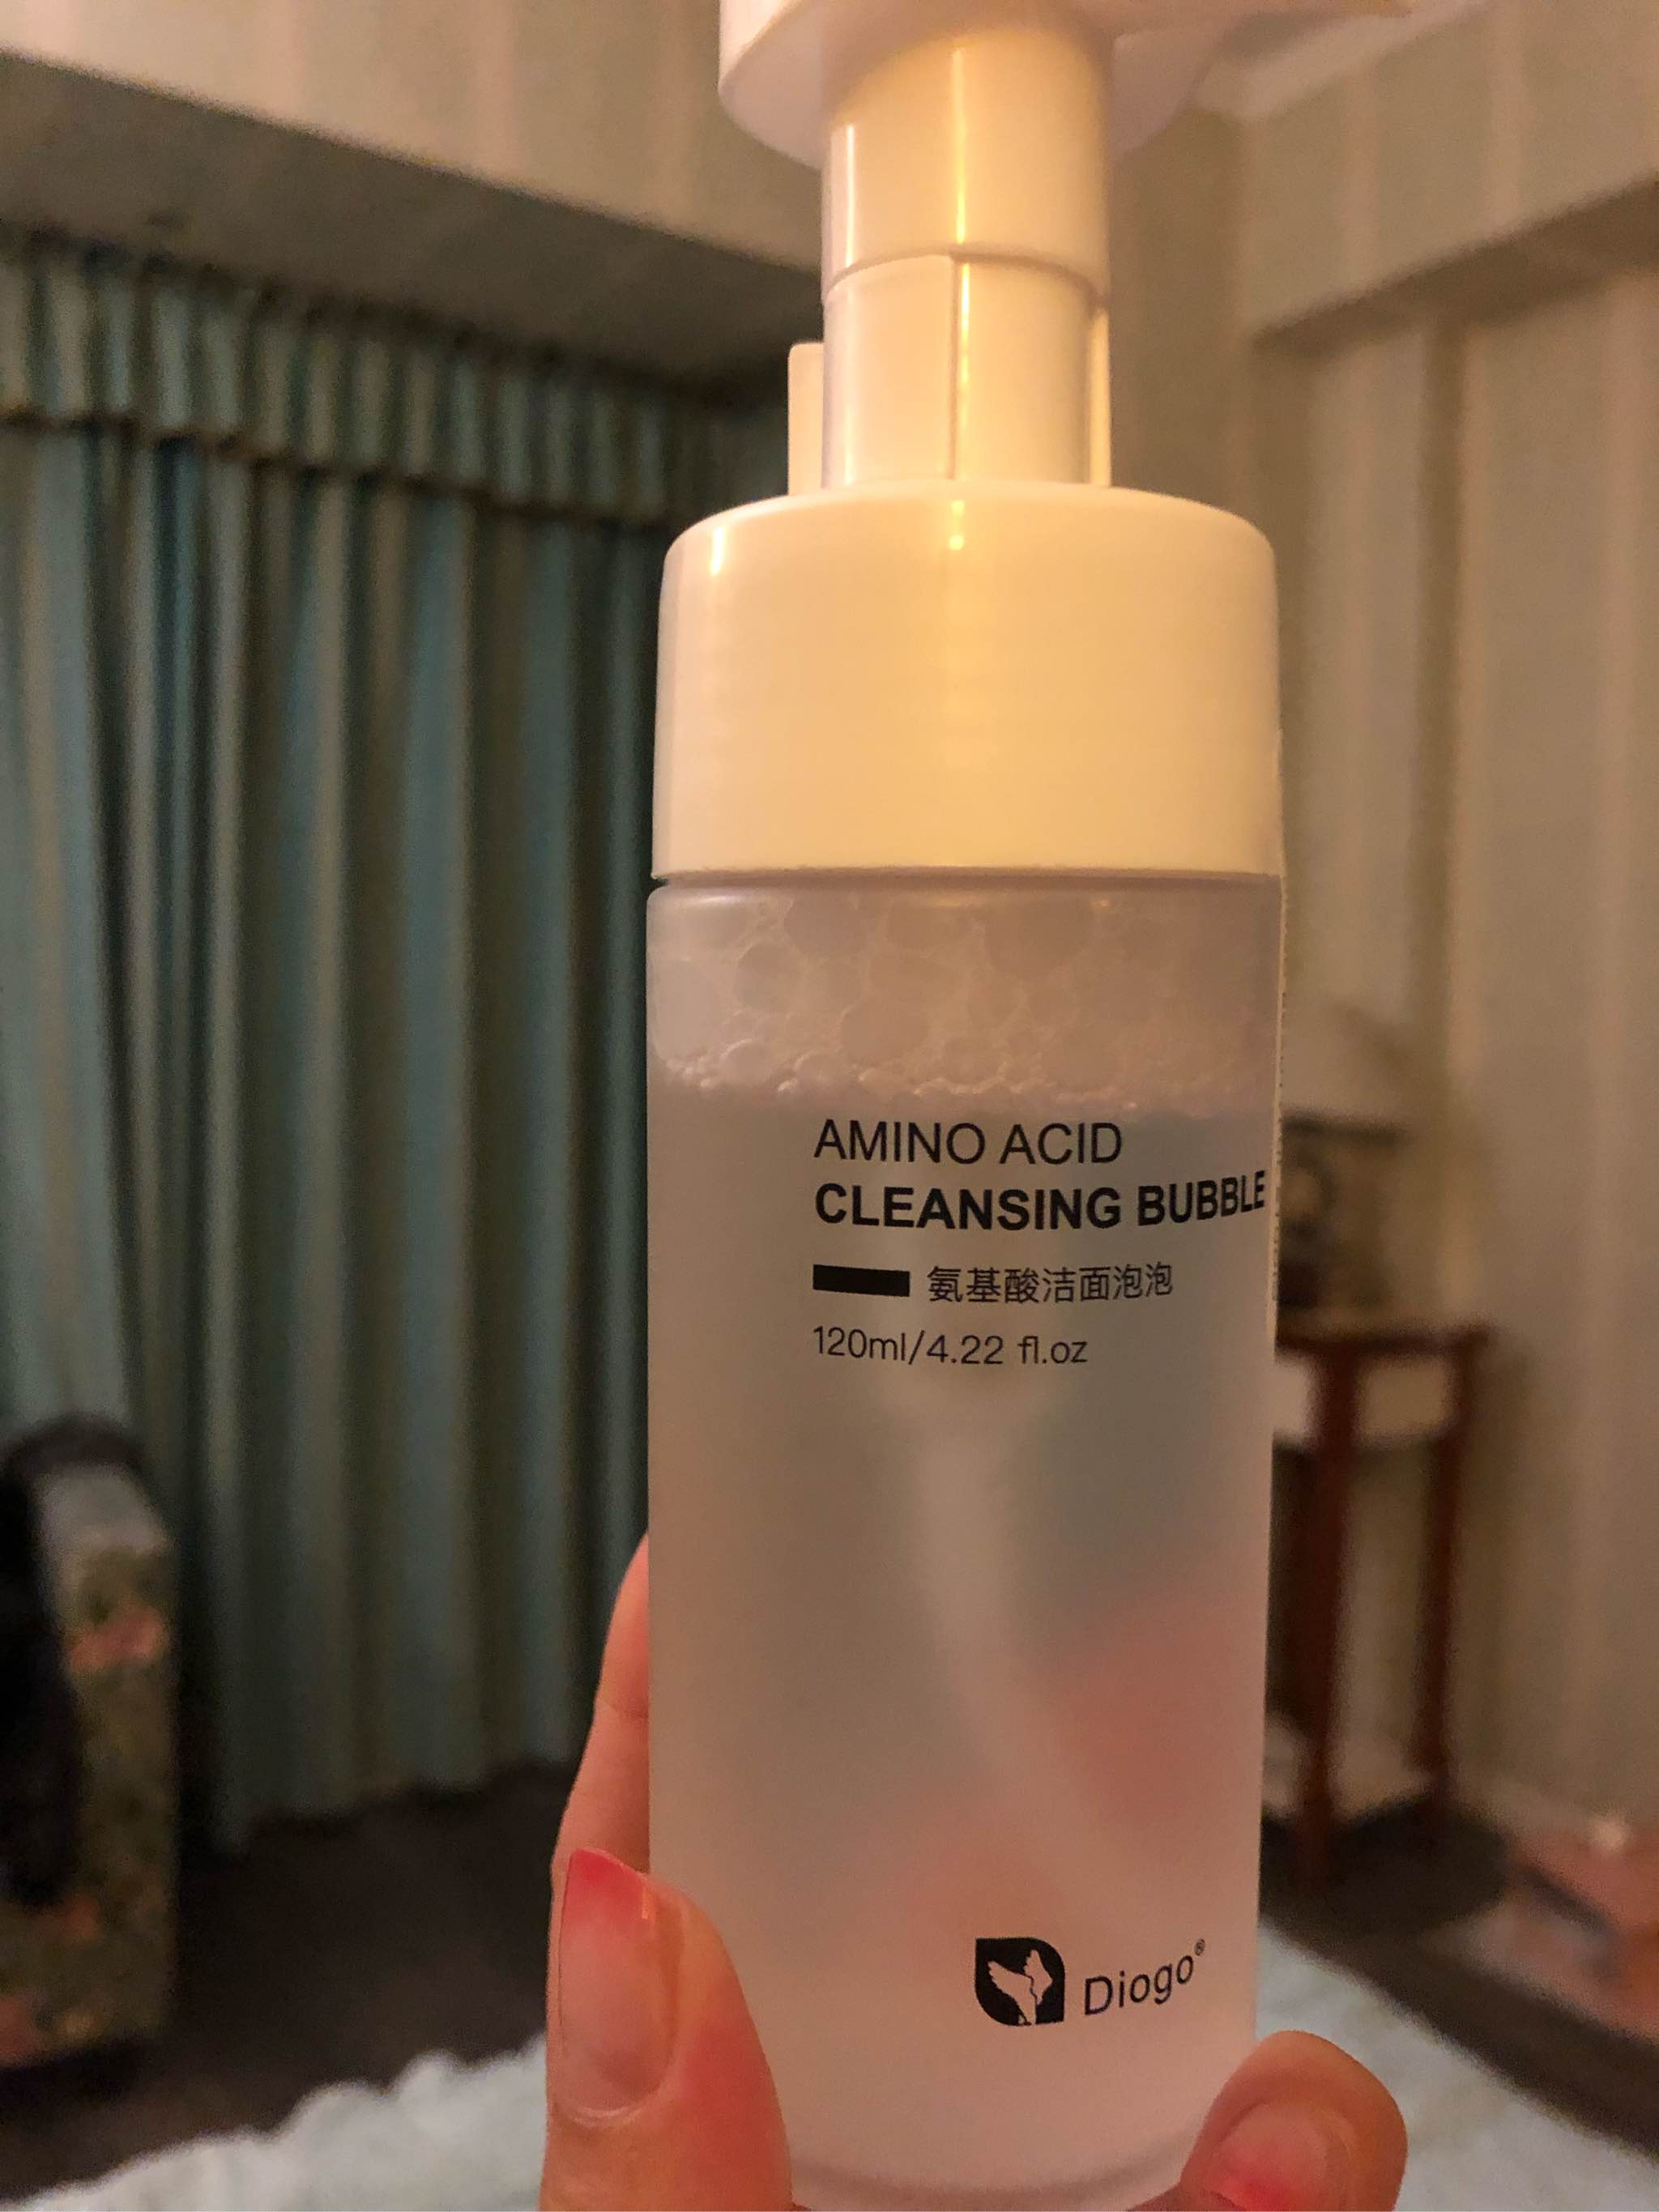 AMINO ACID
CLEANSING BUBBLE
氨基酸洁面泡泡
120ml/4.22 fl.oz
Diogo®